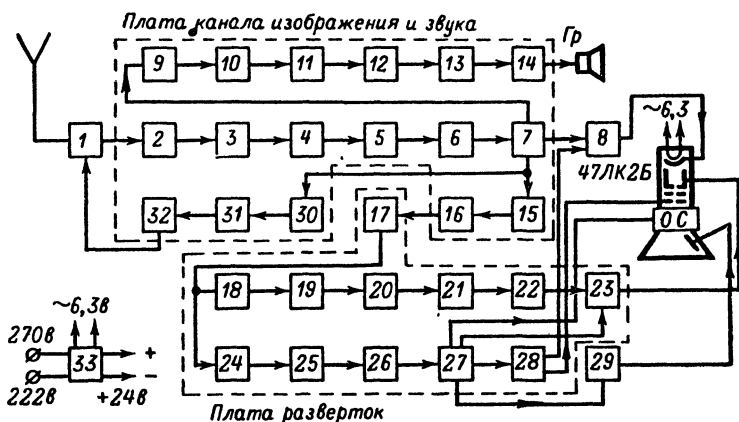 Плата канала изображения и звука
Гр
9 10 11 12 13 14
~6,3
1 2 3 4 5 6 7 8
47ЛК2Б
32 31 30 17 16 15
ОС
18 19 20 21 22 23
~6,3в
270в
33 +
24 25 26 27 28 29
222в
−
+24в
Плата разверток